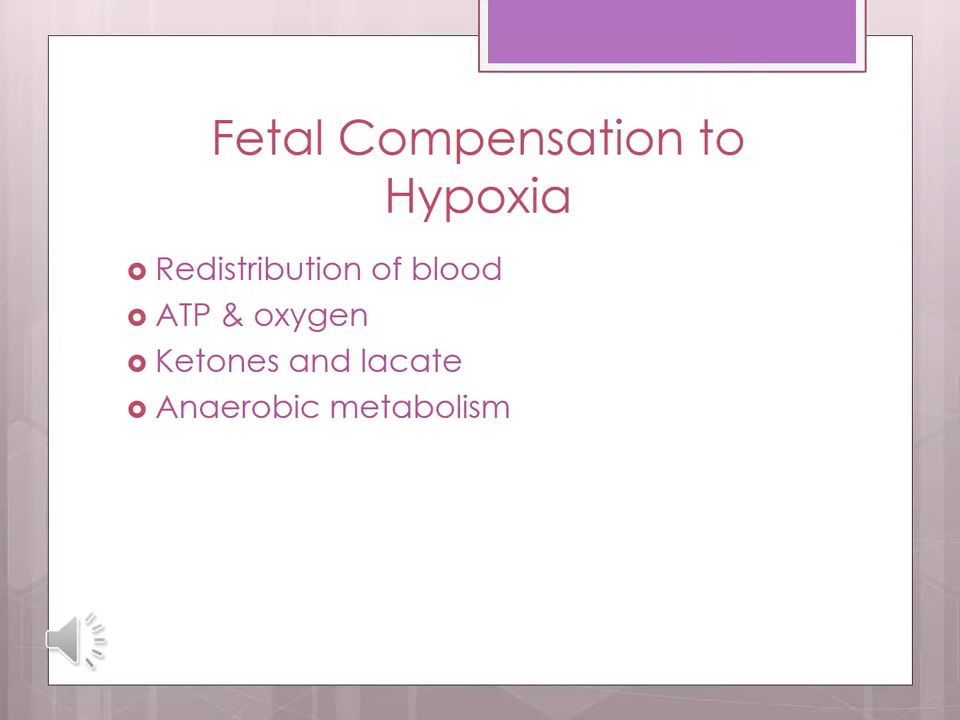 Fetal Compensation to
Hypoxia
Redistribution of blood
ATP & oxygen
Ketones and lacate
Anaerobic metabolism